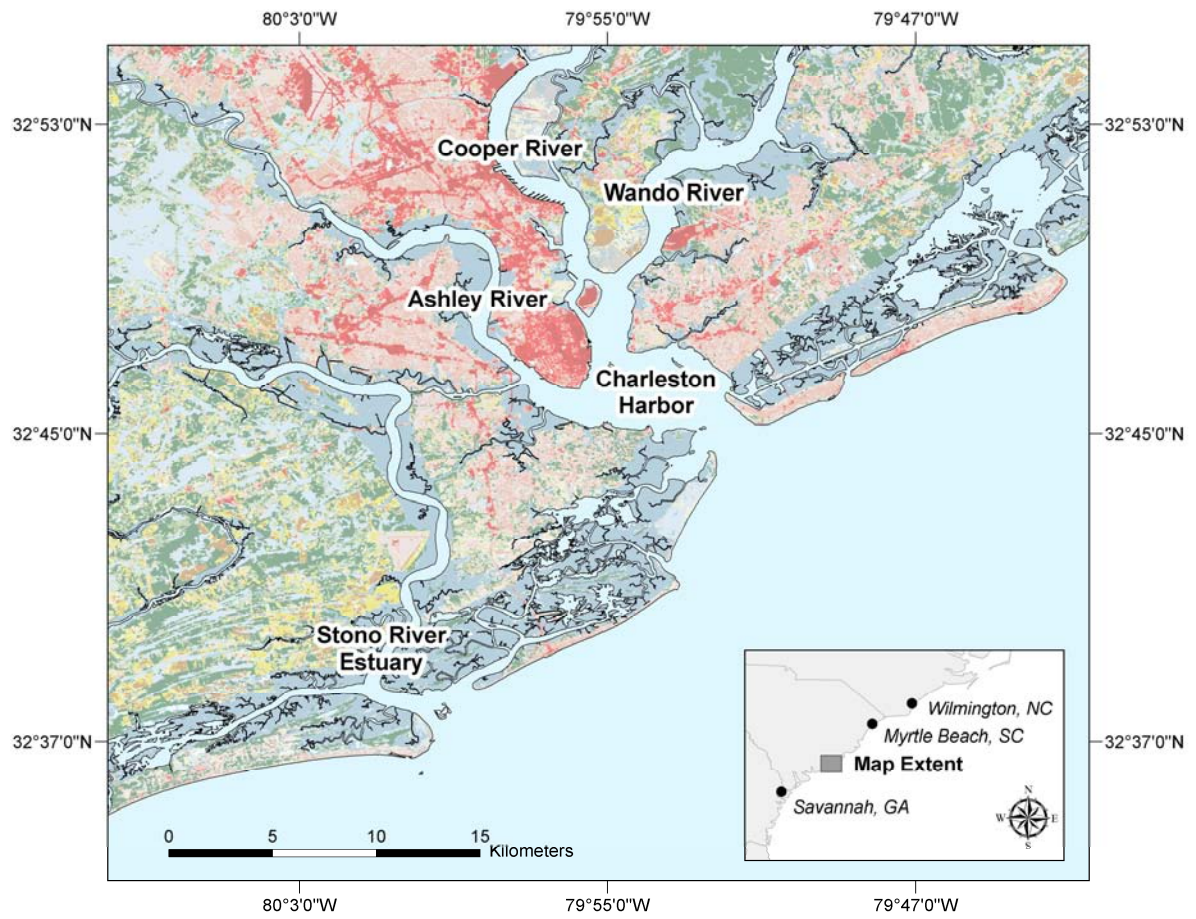 80°3'0"W 79°55'0"W 79°47'0"W
32°53'0"N 32°53'0"N
Cooper River
Wando River
Ashley River
Charleston
Harbor
32°45'0"N 32°45'0"N
Stono River
Estuary
Wilmington, NC
Myrtle Beach, SC
32°37'0"N 32°37'0"N
Map Extent
Savannah, GA
N
W E
S
0 5 10 15
Kilometers
80°3'0"W 79°55'0"W 79°47'0"W